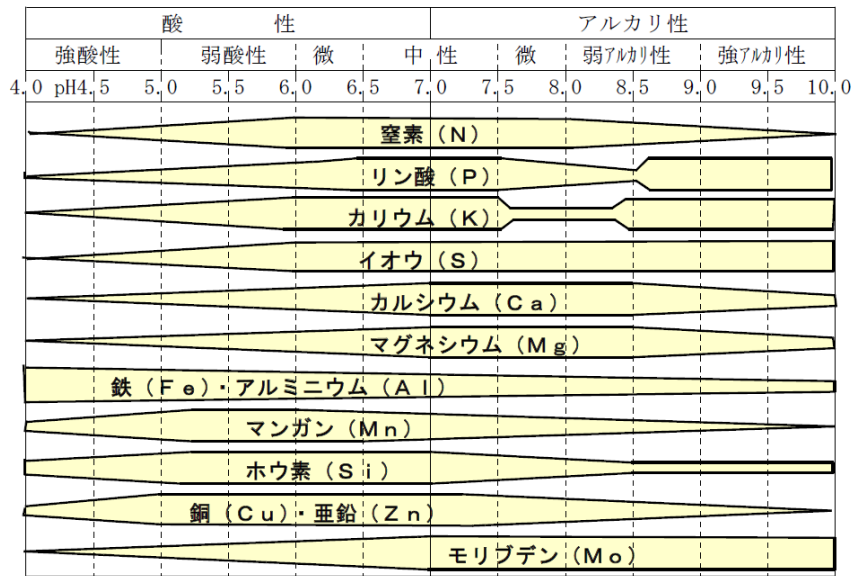 酸 性 アルカリ性
強酸性 弱酸性 微 中 性 微 弱アルカリ性 強アルカリ性
4.0 pH4.5 5.0 5.5 6.0 6.5 7.0 7.5 8.0 8.5 9.0 9.5 10.0
窒素(N)
リン酸(P)
カリウム(K)
イオウ(S)
カルシウム(Ca)
マグネシウム(Mg)
鉄(Fe)・アルミニウム(Al)
マンガン(Mn)
ホウ素(Si)
銅(Cu)・亜鉛(Zn)
モリブデン(Mo)